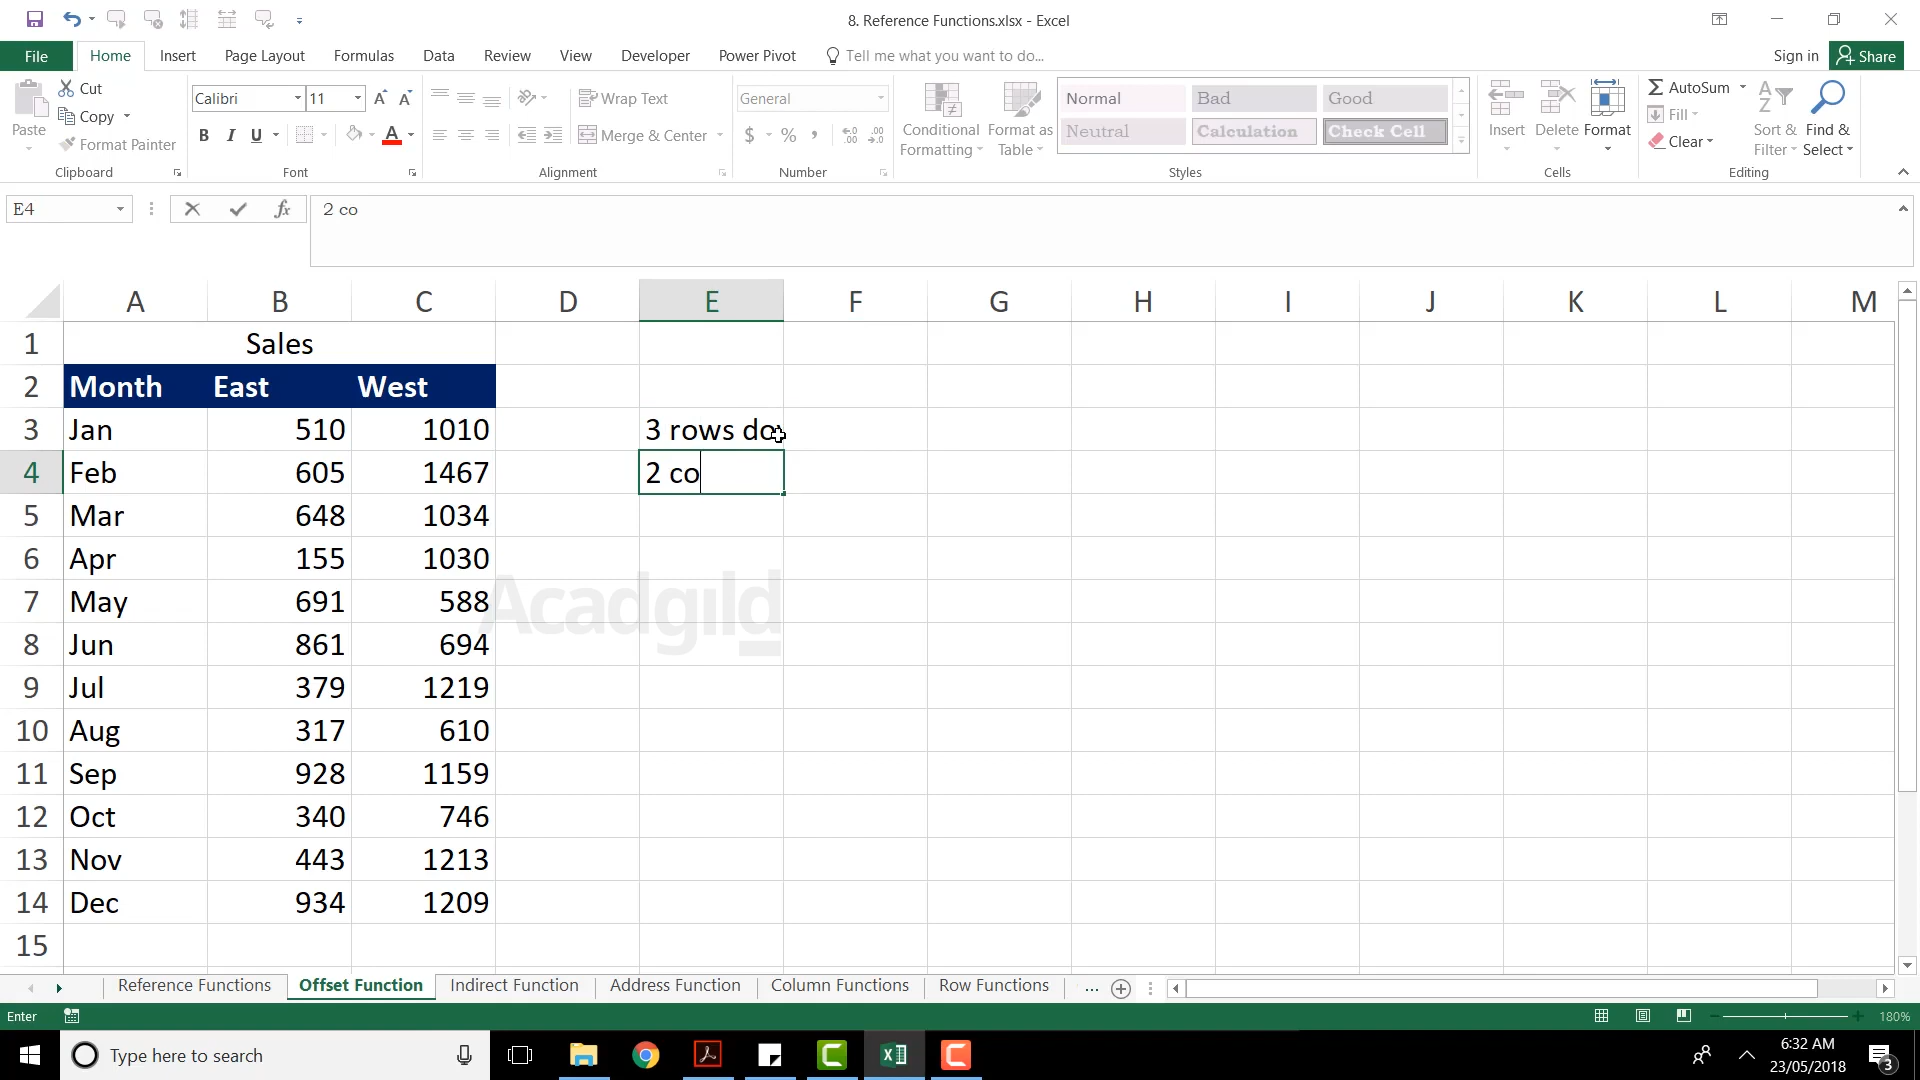 8. Reference Functions.xlsx - Excel
File Home Insert Page Layout Formulas Data Review View Developer Power Pivot Tell me what you want to do... Sign in Share
Paste
Cut
Copy
Format Painter
Clipboard
Calibri 11
B I U
Font
Wrap Text
Merge & Center
Alignment
General
$ % ,
Number
Conditional
Formatting
Format as
Table
Normal Bad Good
Neutral Calculation Check Cell
Styles
Insert Delete Format
Cells
AutoSum
Fill
Clear
Sort &
Filter
Find &
Select
Editing
E4 fx 2 co
A B C D E F G H I J K L M
1 Sales
2 Month East West
3 Jan 510 1010 3 rows do
4 Feb 605 1467 2 co
5 Mar 648 1034
6 Apr 155 1030
7 May 691 588
Acadgild
8 Jun 861 694
9 Jul 379 1219
10 Aug 317 610
11 Sep 928 1159
12 Oct 340 746
13 Nov 443 1213
14 Dec 934 1209
15
Reference Functions Offset Function Indirect Function Address Function Column Functions Row Functions ...
Enter 180%
Type here to search
6:32 AM
23/05/2018
3